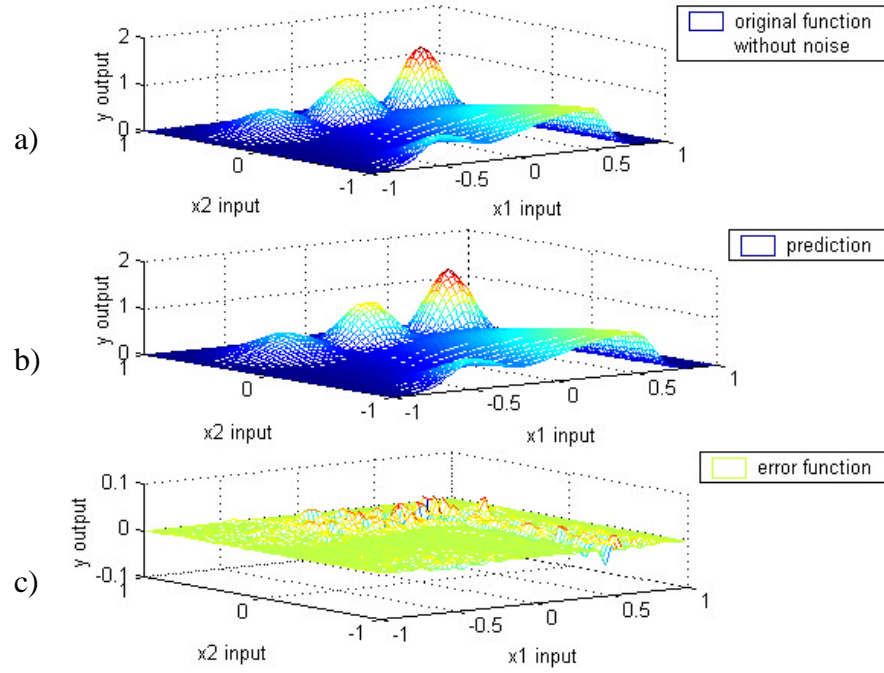 original function
without noise
y output
2
1
0
a)
1
0
-1
x2 input
-1
-0.5
0
0.5
1
x1 input
prediction
y output
2
1
0
b)
1
0
-1
x2 input
-1
-0.5
0
0.5
1
x1 input
error function
y output
0.1
0
-0.1
c)
1
0
-1
x2 input
-1
-0.5
0
0.5
1
x1 input